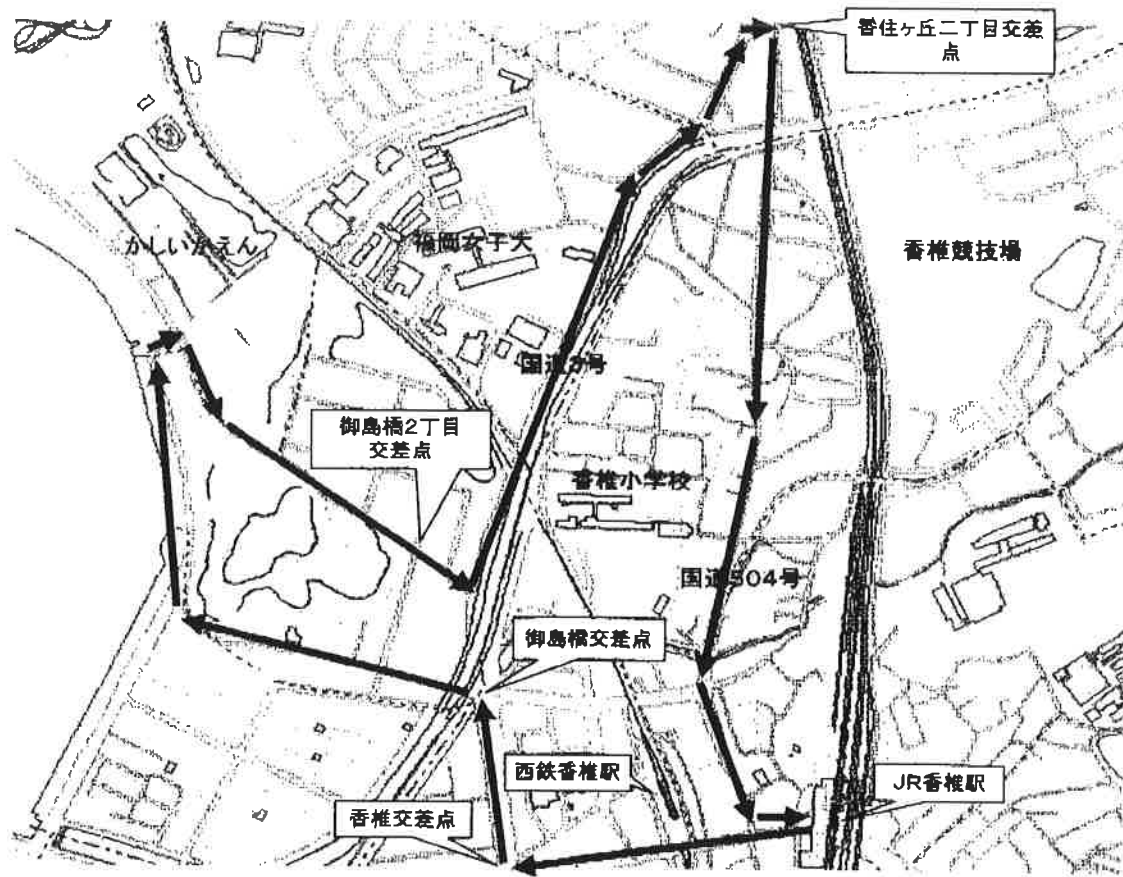 香住ヶ丘二丁目交差
点
かしいかえん
福岡女子大
香椎競技場
国道3号
御島橋2丁目
交差点
香椎小学校
国道504号
御島橋交差点
西鉄香椎駅
JR香椎駅
香椎交差点